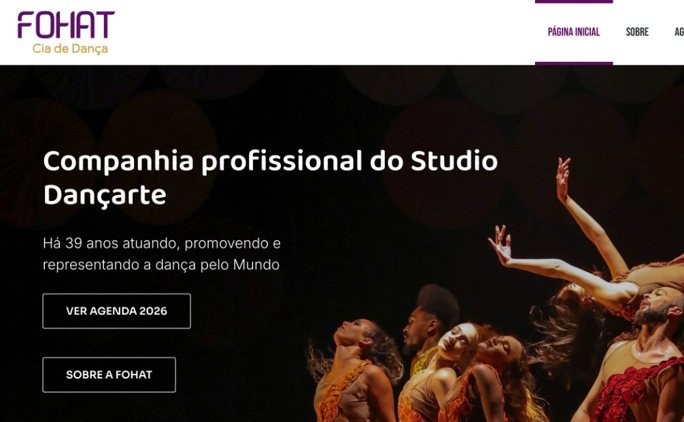 FOHAT
Cia de Dança
PÁGINA INICIAL
SOBRE
AG
Companhia profissional do Studio
Dançarte
Há 39 anos atuando, promovendo e
representando a dança pelo Mundo
VER AGENDA 2026
SOBRE A FOHAT